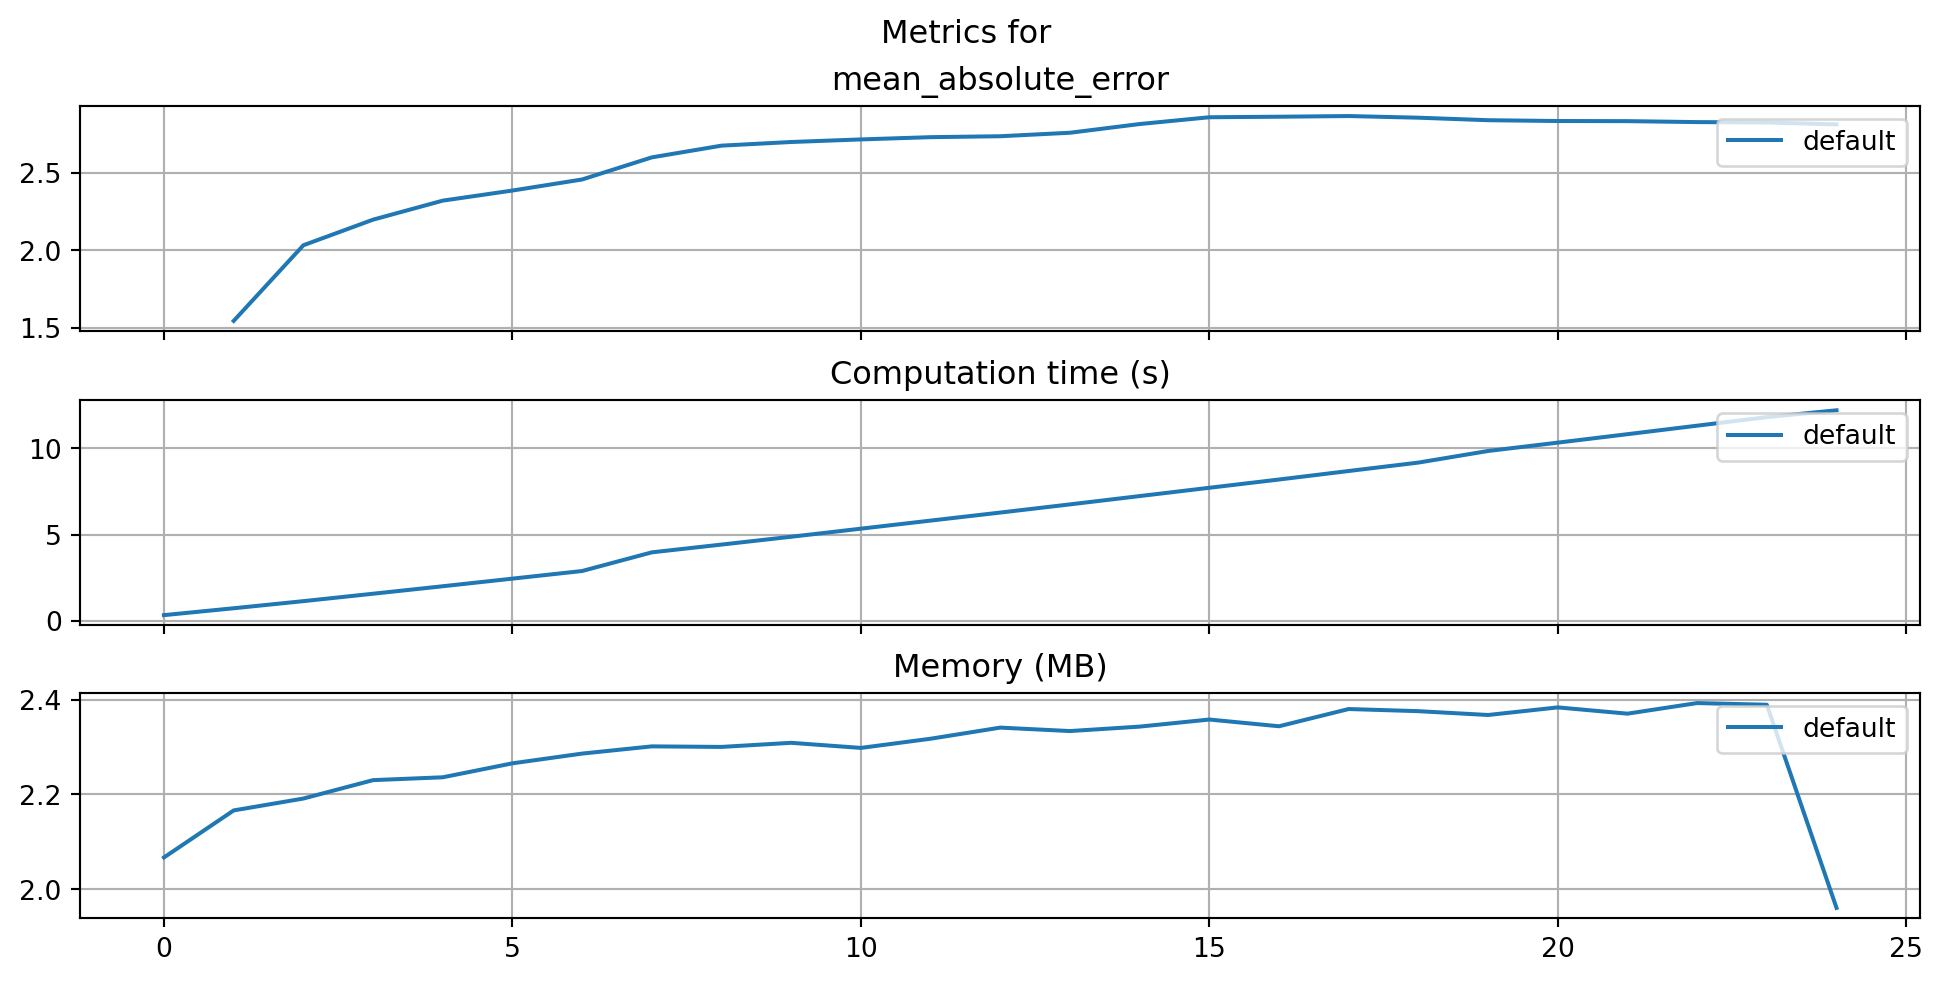 Metrics for
mean_absolute_error
2.5
2.0
1.5
default
Computation time (s)
10
5
0
default
Memory (MB)
2.4
2.2
2.0
default
0 5 10 15 20 25